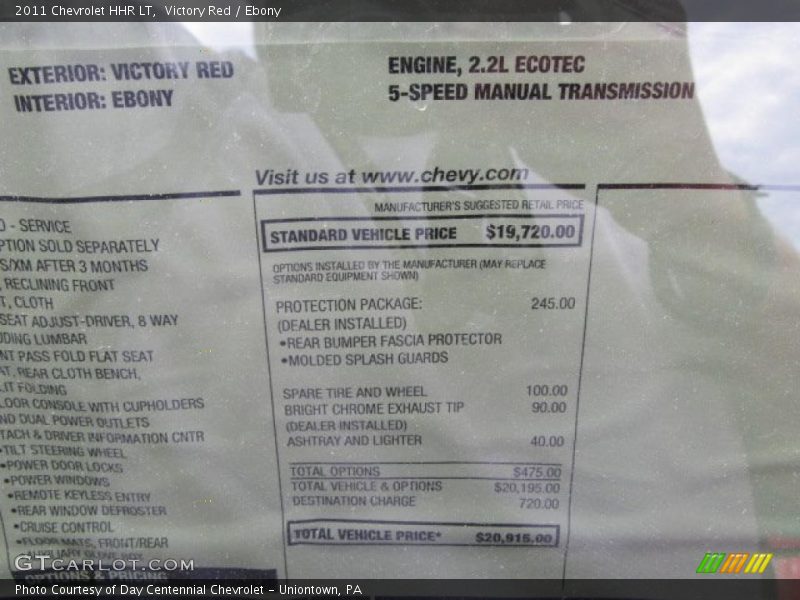 2011 Chevrolet HHR LT, Victory Red / Ebony
EXTERIOR: VICTORY RED
INTERIOR: EBONY
ENGINE, 2.2L ECOTEC
5-SPEED MANUAL TRANSMISSION
Visit us at www.chevy.com
- SERVICE
SOLD SEPARATELY
S/XM AFTER 3 MONTHS
, RECLINING FRONT
T, CLOTH
SEAT ADJUST-DRIVER, 8 WAY
LUMBAR
PASS FOLD FLAT SEAT
REAR CLOTH BENCH,
FOLDING
CONSOLE WITH CUPHOLDERS
DUAL POWER OUTLETS
TACH & DRIVER INFORMATION CNTR
•TILT STEERING WHEEL
•POWER DOOR LOCKS
•POWER WINDOWS
•REMOTE KEYLESS ENTRY
•REAR WINDOW DEFROSTER
•CRUISE CONTROL
•FLOOR MATS, FRONT/REAR
•AUXILIARY GLOVE BOX
OPTIONS & PRICING
MANUFACTURER'S SUGGESTED RETAIL PRICE
STANDARD VEHICLE PRICE $19,720.00
OPTIONS INSTALLED BY THE MANUFACTURER (MAY REPLACE
STANDARD EQUIPMENT SHOWN)
PROTECTION PACKAGE: 245.00
(DEALER INSTALLED)
•REAR BUMPER FASCIA PROTECTOR
•MOLDED SPLASH GUARDS
SPARE TIRE AND WHEEL 100.00
BRIGHT CHROME EXHAUST TIP 90.00
(DEALER INSTALLED)
ASHTRAY AND LIGHTER 40.00
TOTAL OPTIONS $475.00
TOTAL VEHICLE & OPTIONS $20,195.00
DESTINATION CHARGE 720.00
TOTAL VEHICLE PRICE* $20,915.00
GTCARLOT.COM
Photo Courtesy of Day Centennial Chevrolet - Uniontown, PA